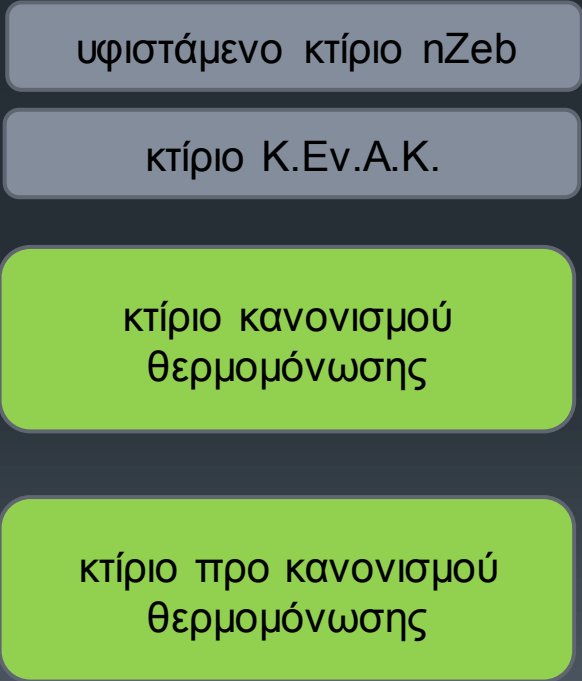 υφιστάμενο κτίριο nZeb
κτίριο Κ.Εν.Α.Κ.
κτίριο κανονισμού
θερμομόνωσης
κτίριο προ κανονισμού
θερμομόνωσης